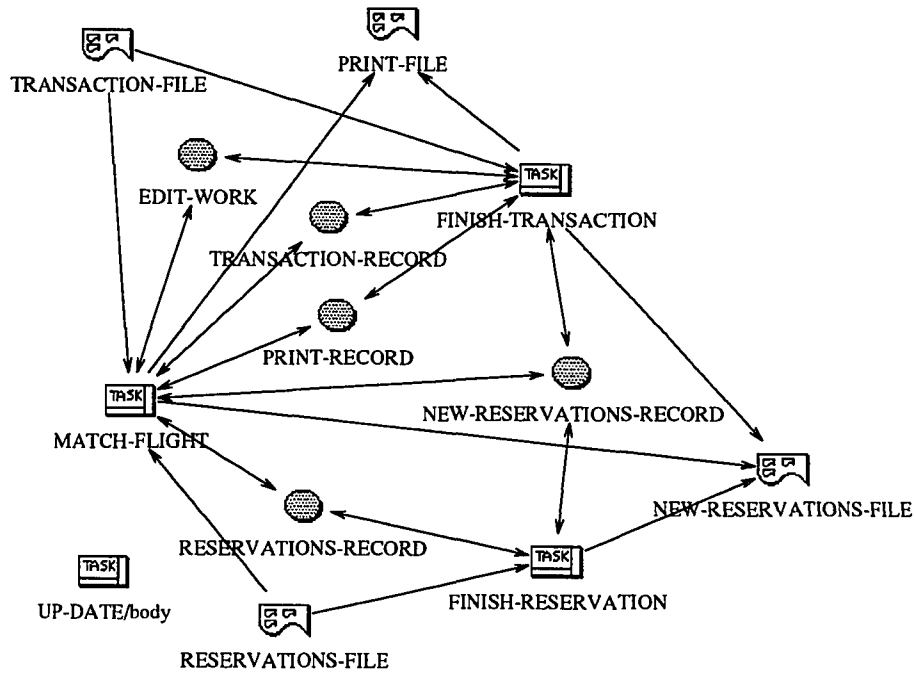 TRANSACTION-FILE
PRINT-FILE
EDIT-WORK
TASK
FINISH-TRANSACTION
TRANSACTION-RECORD
PRINT-RECORD
TASK
MATCH-FLIGHT
NEW-RESERVATIONS-RECORD
NEW-RESERVATIONS-FILE
RESERVATIONS-RECORD
TASK
UP-DATE/body
TASK
FINISH-RESERVATION
RESERVATIONS-FILE